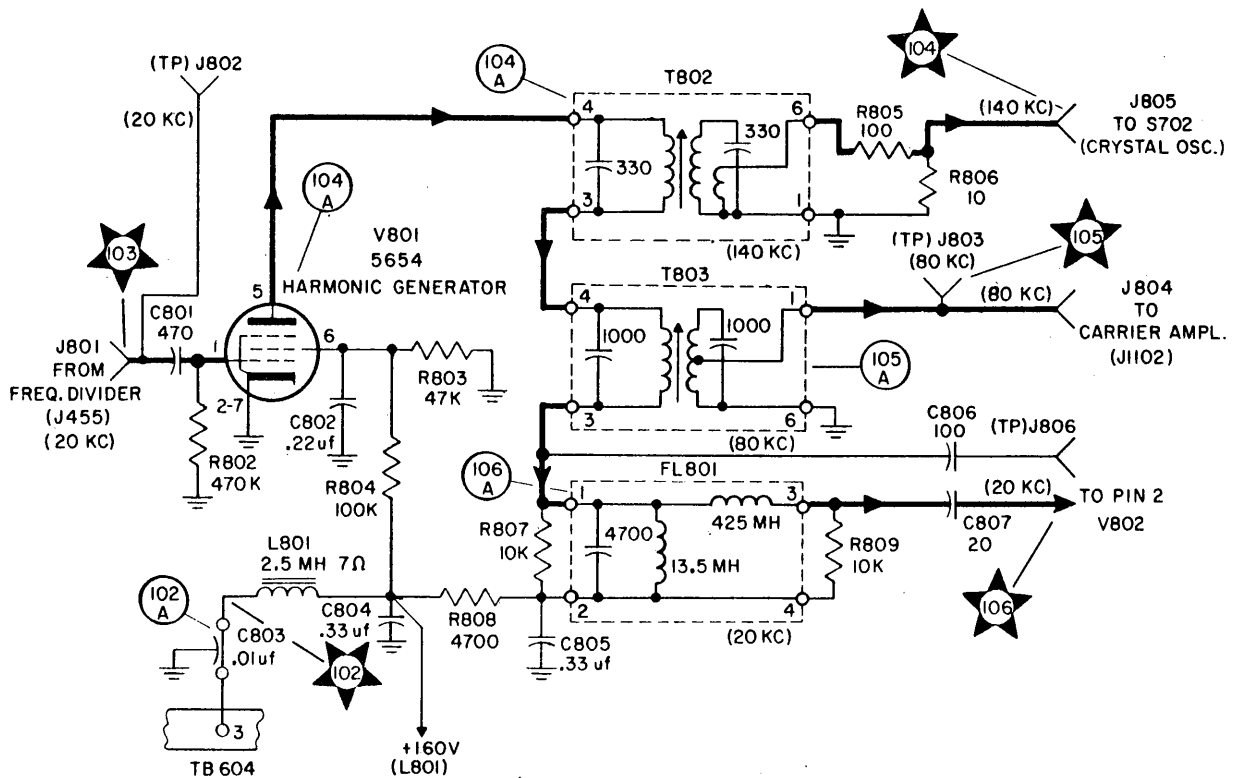 (TP) J802
(20 KC)
104
A
T802
4
6
330
330
3
1
(140 KC)
104
(140 KC)
R805
100
R806
10
J805
TO S702
(CRYSTAL OSC.)
103
104
A
V801
5654
HARMONIC GENERATOR
C801
470
5
1
6
2-7
J801
FROM
FREQ. DIVIDER
(J455)
(20 KC)
R802
470K
C802
.22uf
R803
47K
R804
100K
T803
4
1
1000
1000
3
6
(80 KC)
(TP) J803
(80 KC)
105
(80 KC)
J804
TO
CARRIER AMPL.
(J1102)
105
A
C806
100
(TP)J806
106
A
FL801
1
3
4700
425 MH
13.5 MH
2
4
(20 KC)
R807
10K
R809
10K
(20 KC)
C807
20
TO PIN 2
V802
106
L801
2.5 MH 7Ω
102
A
C803
.01uf
C804
.33uf
R808
4700
C805
.33uf
102
3
TB 604
+160V
(L801)